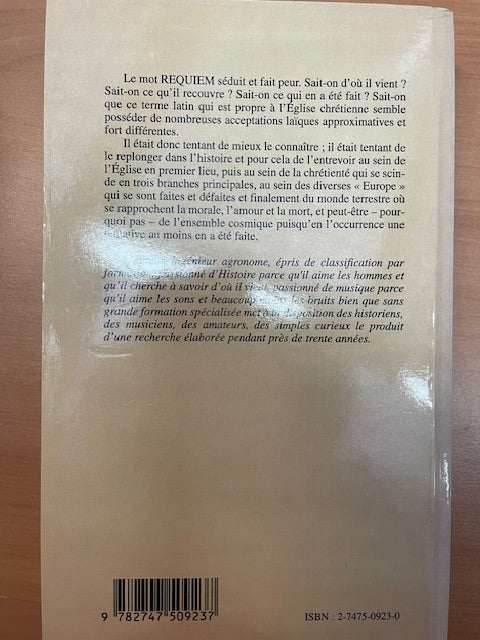 Le mot REQUIEM séduit et fait peur. Sait-on d'où il vient ?
Sait-on ce qu'il recouvre ? Sait-on ce qui en a été fait ? Sait-on
que ce terme latin qui est propre à l'Église chrétienne semble
posséder de nombreuses acceptations laïques approximatives et
fort différentes.
Il était donc tentant de mieux le connaître ; il était tentant de
le replonger dans l'histoire et pour cela de l'entrevoir au sein de
l'Église en premier lieu, puis au sein de la chrétienté qui se scin-
de en trois branches principales, au sein des diverses « Europe »
qui se sont faites et défaites et finalement du monde terrestre où
se rapprochent la morale, l'amour et la mort, et peut-être – pour-
quoi pas – de l'ensemble cosmique puisqu'en l'occurrence une
tentative au moins en a été faite.
ingénieur agronome, épris de classification par
formation, passionné d'Histoire parce qu'il aime les hommes et
qu'il cherche à savoir d'où il vient, passionné de musique parce
qu'il aime les sons et beaucoup moins les bruits bien que sans
grande formation spécialisée met à la disposition des historiens,
des musiciens, des amateurs, des simples curieux le produit
d'une recherche élaborée pendant près de trente années.
9 782747 509237
ISBN : 2-7475-0923-0